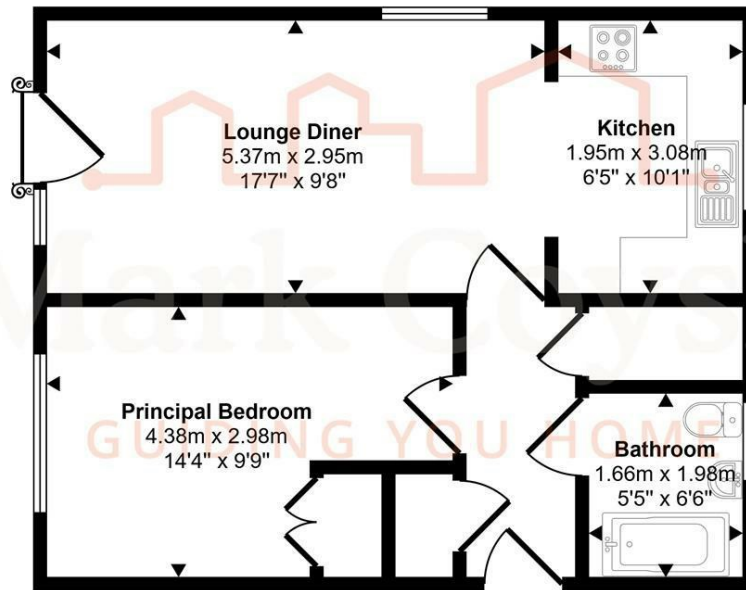 Lounge Diner
5.37m x 2.95m
17'7" x 9'8"
Kitchen
1.95m x 3.08m
6'5" x 10'1"
Mark Coys
Principal Bedroom
4.38m x 2.98m
14'4" x 9'9"
GUIDING YOU HOME
Bathroom
1.66m x 1.98m
5'5" x 6'6"